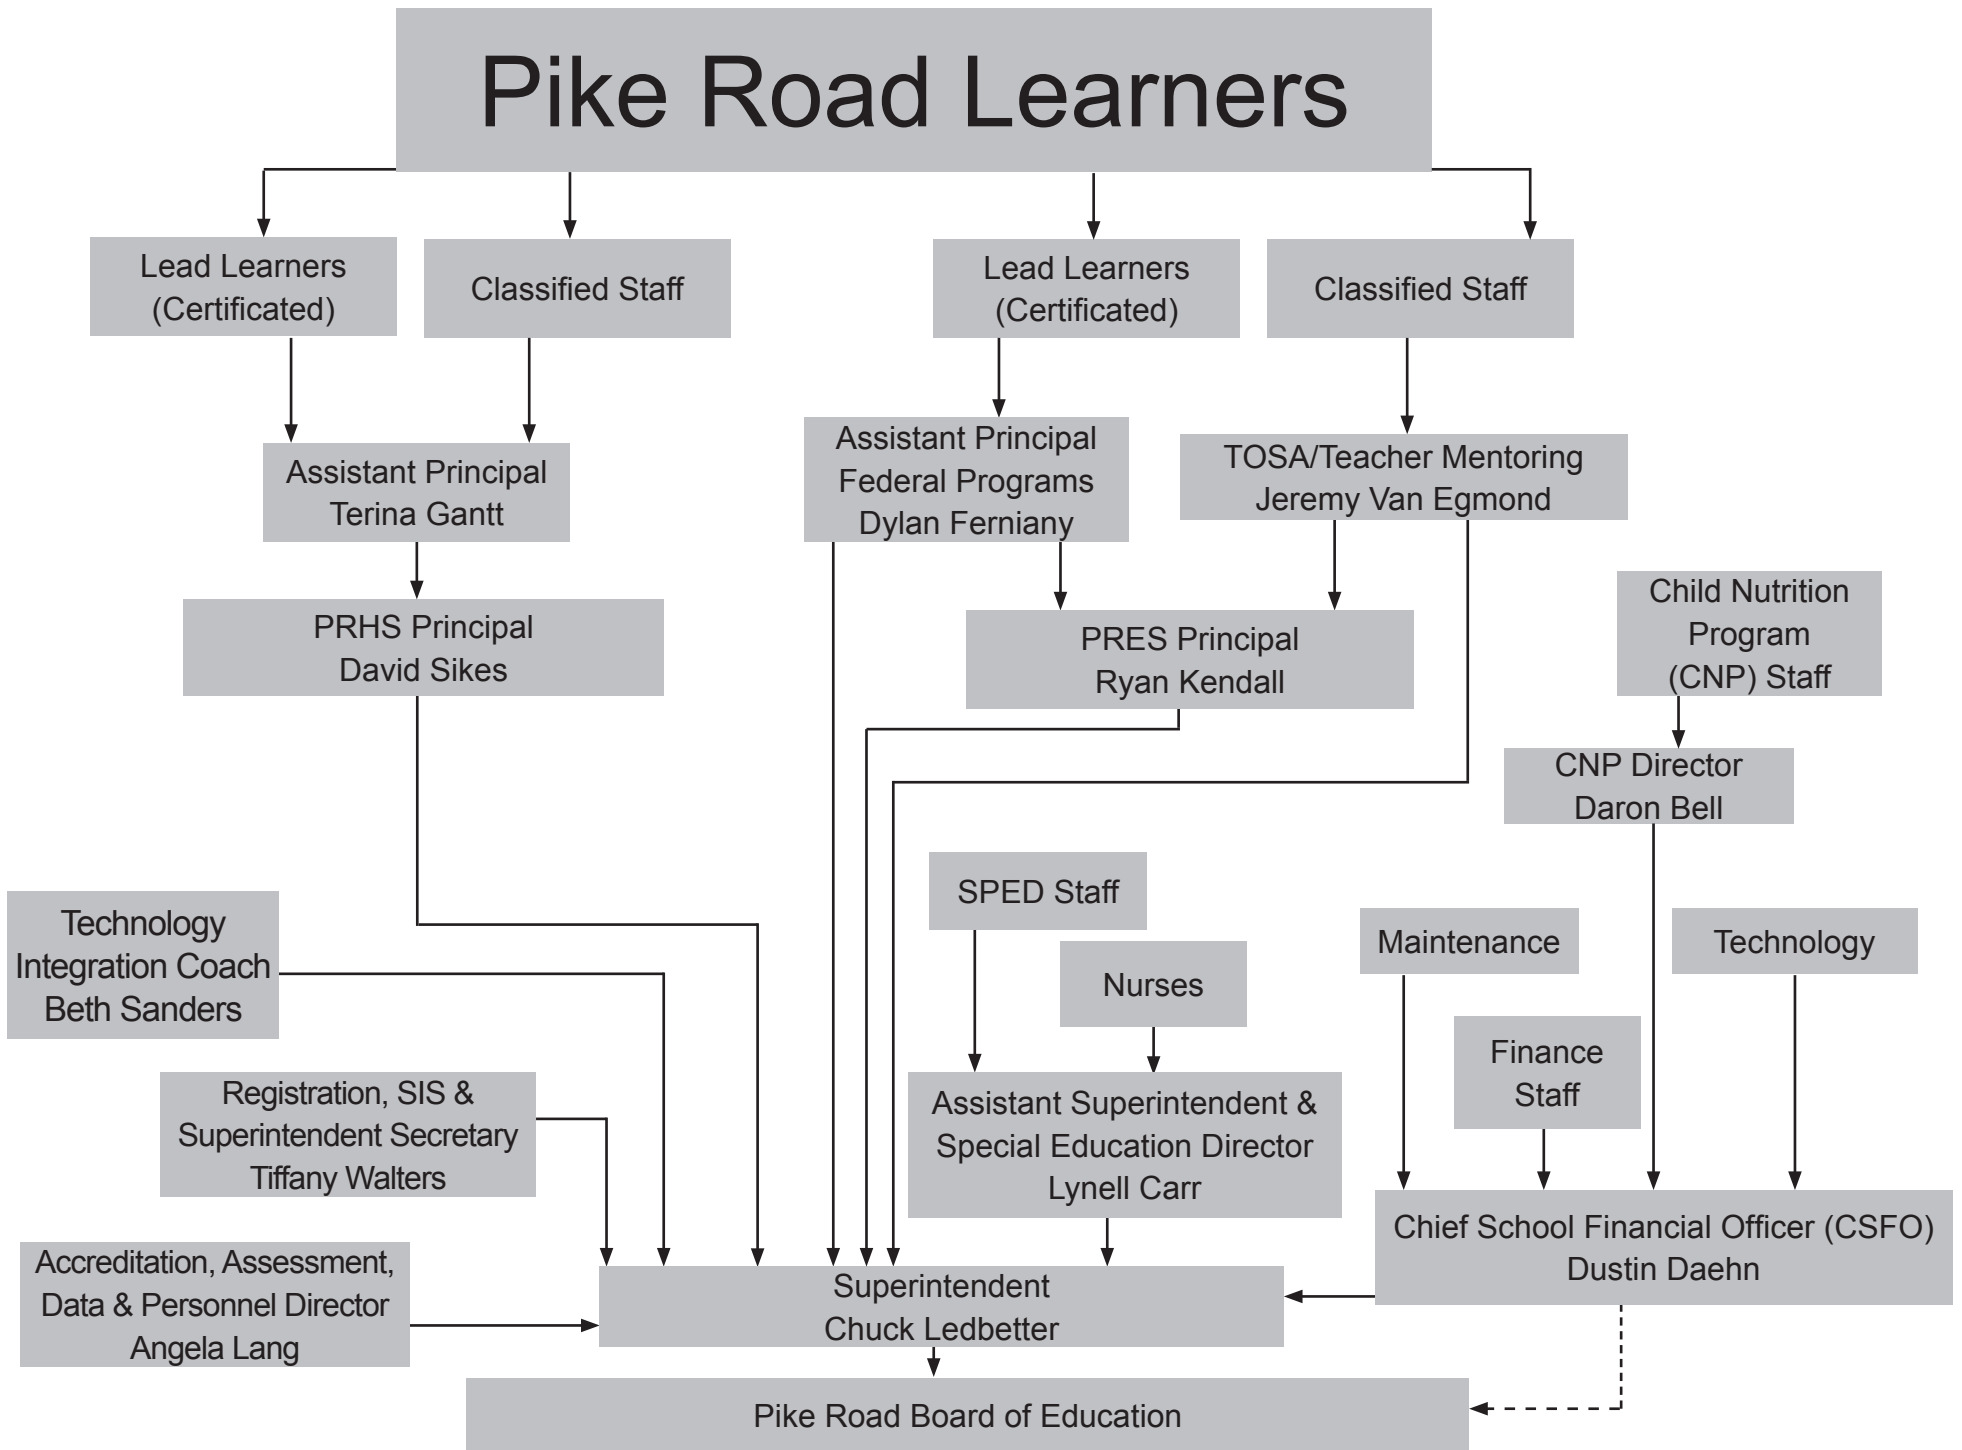 Pike Road Learners
Lead Learners
(Certificated)
Classified Staff
Lead Learners
(Certificated)
Classified Staff
Assistant Principal
Terina Gantt
Assistant Principal
Federal Programs
Dylan Ferniany
TOSA/Teacher Mentoring
Jeremy Van Egmond
PRHS Principal
David Sikes
PRES Principal
Ryan Kendall
Child Nutrition
Program
(CNP) Staff
CNP Director
Daron Bell
Technology
Integration Coach
Beth Sanders
SPED Staff
Nurses
Maintenance
Technology
Finance
Staff
Registration, SIS &
Superintendent Secretary
Tiffany Walters
Assistant Superintendent &
Special Education Director
Lynell Carr
Chief School Financial Officer (CSFO)
Dustin Daehn
Accreditation, Assessment,
Data & Personnel Director
Angela Lang
Superintendent
Chuck Ledbetter
Pike Road Board of Education